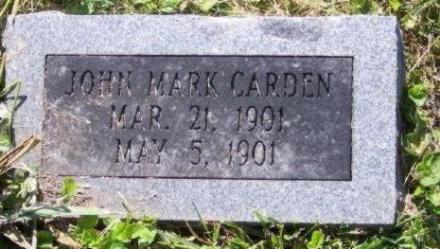 JOHN MARK CARDEN
MAR. 21, 1901
MAY 5, 1901